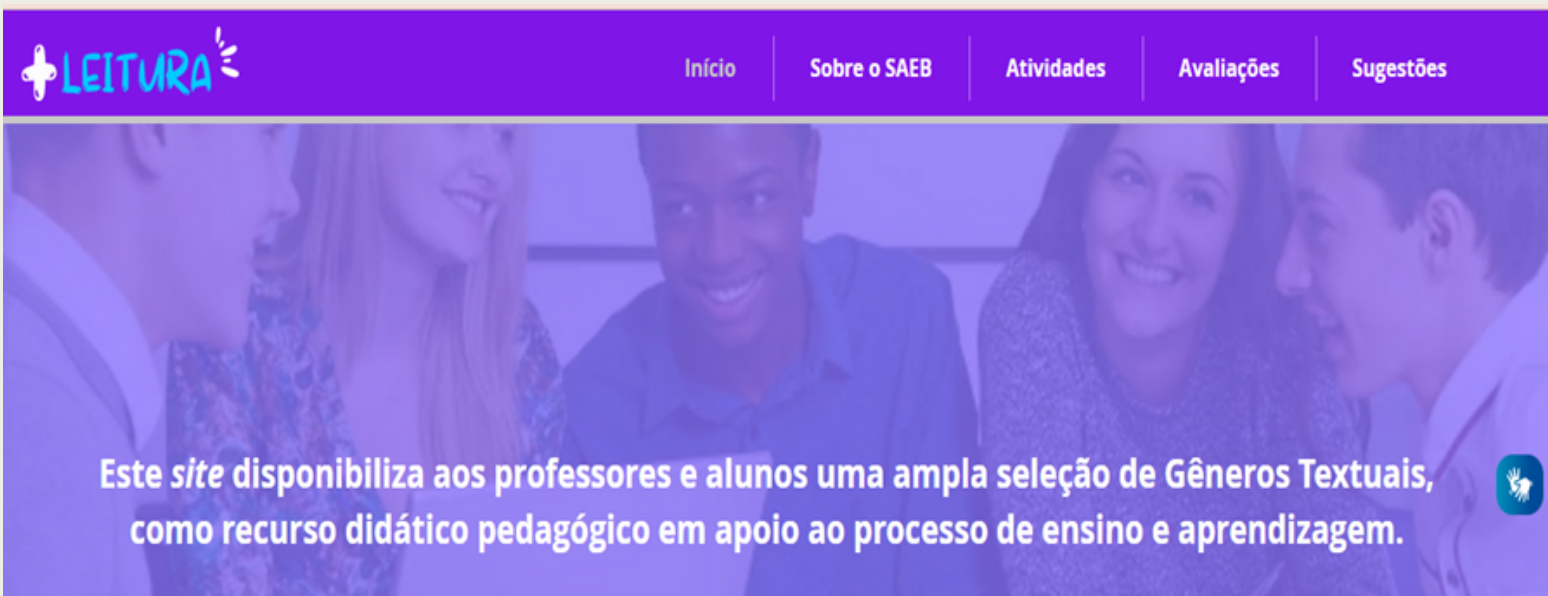 +LEITURA
Início Sobre o SAEB Atividades Avaliações Sugestões
Este site disponibiliza aos professores e alunos uma ampla seleção de Gêneros Textuais,
como recurso didático pedagógico em apoio ao processo de ensino e aprendizagem.